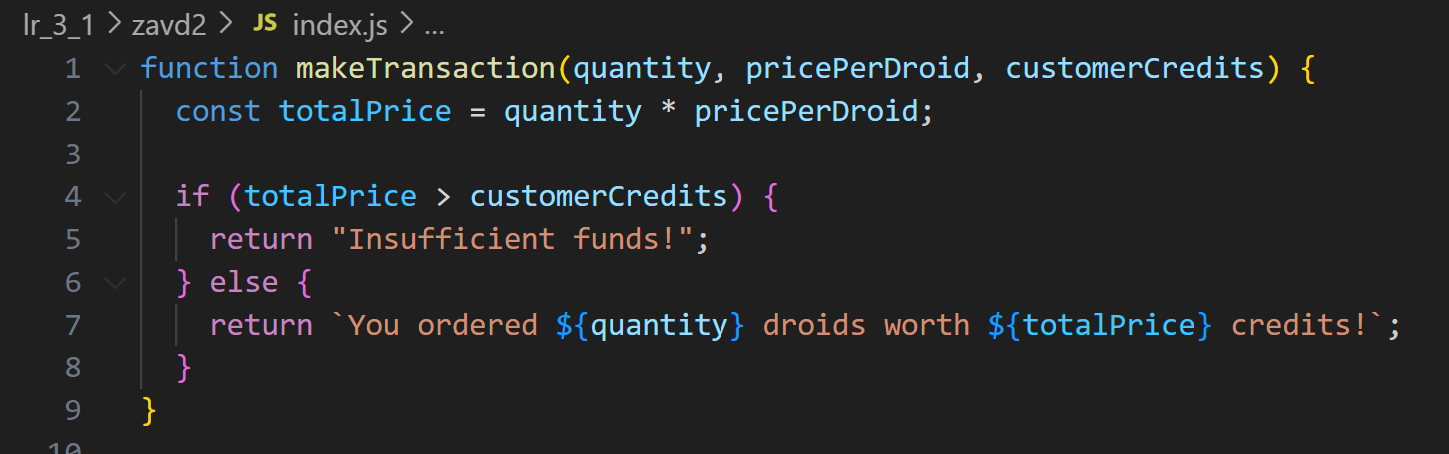 lr_3_1 > zavd2 > JS index.js > ...
1 function makeTransaction(quantity, pricePerDroid, customerCredits) {
2   const totalPrice = quantity * pricePerDroid;
3
4   if (totalPrice > customerCredits) {
5     return "Insufficient funds!";
6   } else {
7     return `You ordered ${quantity} droids worth ${totalPrice} credits!`;
8   }
9 }
10